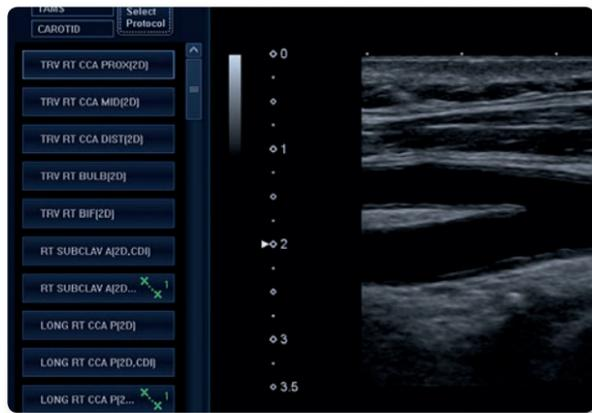 TAMS
Select
Protocol
CAROTID
TRV RT CCA PROX(2D)
TRV RT CCA MID(2D)
TRV RT CCA DIST(2D)
TRV RT BULB(2D)
TRV RT BIF(2D)
RT SUBCLAV A(2D,CDI)
RT SUBCLAV A(2D... 1
LONG RT CCA P(2D)
LONG RT CCA P(2D,CDI)
LONG RT CCA P(2... 1
0
1
2
3
3.5